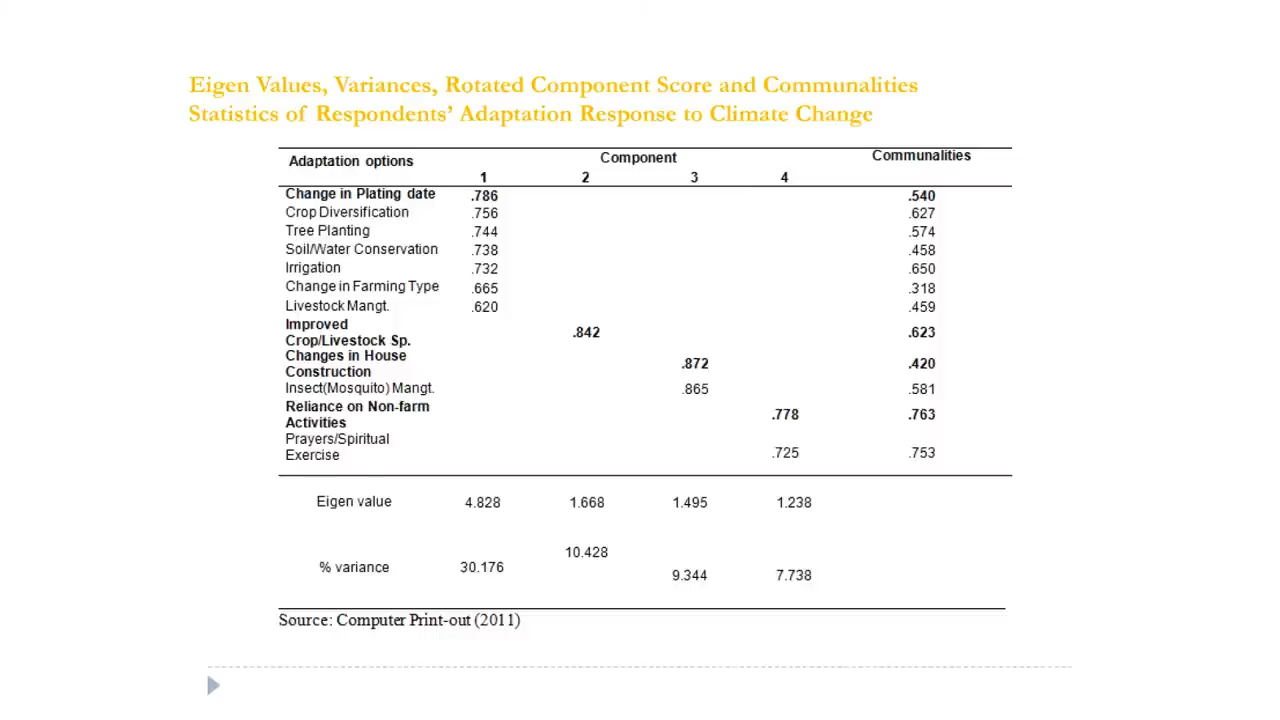 Eigen Values, Variances, Rotated Component Score and Communalities
Statistics of Respondents’ Adaptation Response to Climate Change
Adaptation options Component Communalities
1 2 3 4
Change in Plating date .786 .540
Crop Diversification .756 .627
Tree Planting .744 .574
Soil/Water Conservation .738 .458
Irrigation .732 .650
Change in Farming Type .665 .318
Livestock Mangt. .620 .459
Improved
Crop/Livestock Sp. .842 .623
Changes in House
Construction .872 .420
Insect(Mosquito) Mangt. .865 .581
Reliance on Non-farm
Activities .778 .763
Prayers/Spiritual
Exercise .725 .753
Eigen value 4.828 1.668 1.495 1.238
% variance 30.176 10.428 9.344 7.738
Source: Computer Print-out (2011)